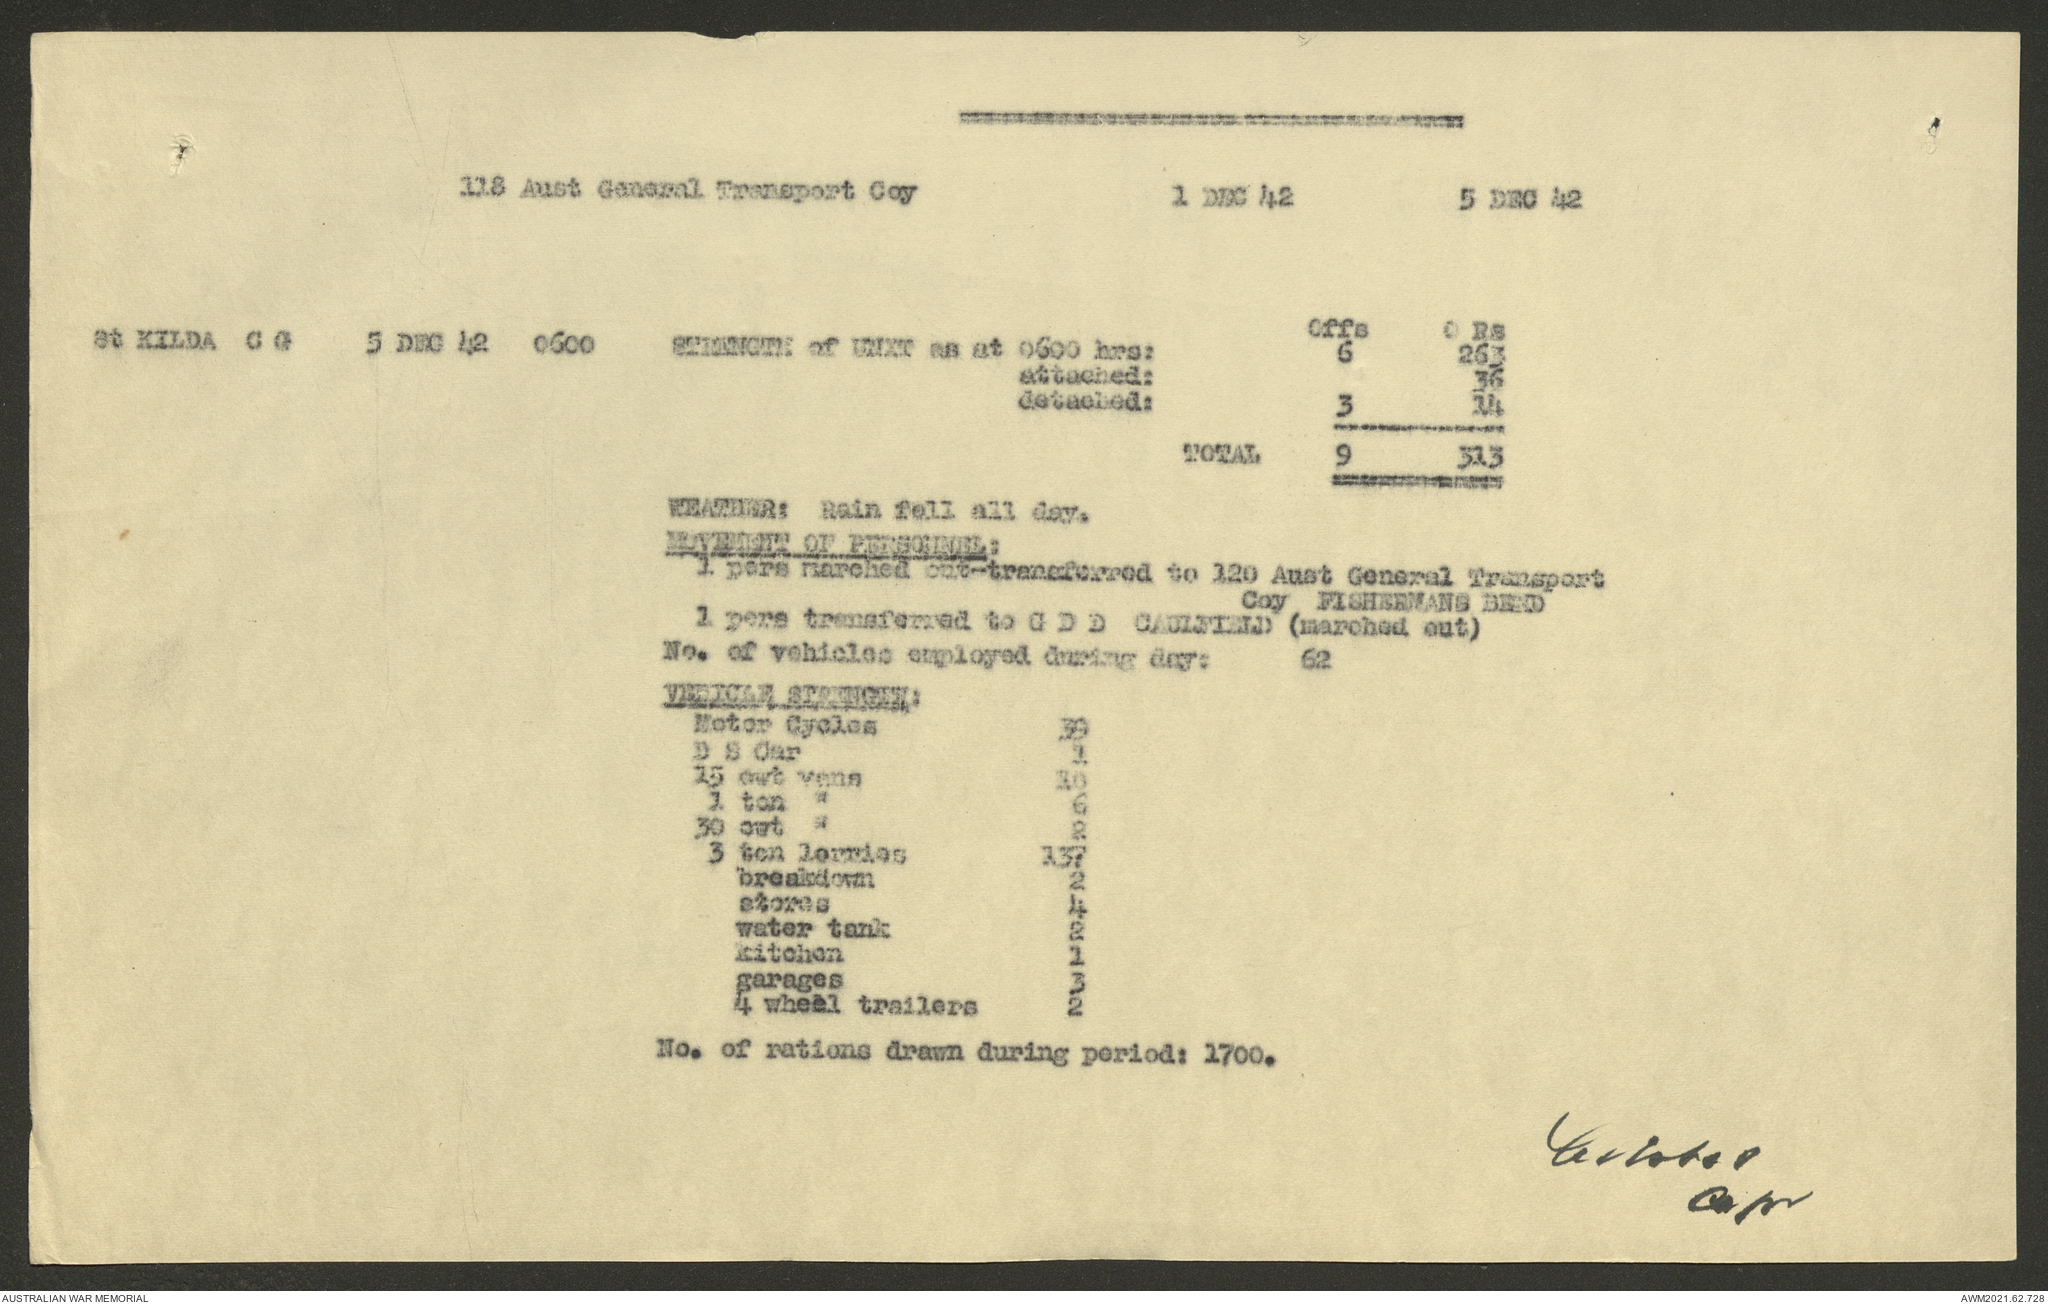 118 Aust General Transport Coy 1 DEC 42 5 DEC 42
Offs O Rs
St KILDA C G 5 DEC 42 0600 STRENGTH of UNIT as at 0600 hrs: 6 263
attached: 36
detached: 3 14
TOTAL 9 313
WEATHER: Rain fell all day.
MOVEMENT OF PERSONNEL:
1 pers marched out-transferred to 120 Aust General Transport
Coy FISHERMANS BEND
1 pers transferred to G D D CAULFIELD (marched out)
No. of vehicles employed during day: 62
VEHICLE STRENGTH:
Motor Cycles 39
D S Car 1
15 cwt vans 10
1 ton " 6
30 cwt " 2
3 ton lorries 137
breakdown 2
stores 4
water tank 2
kitchen 1
garages 3
4 wheel trailers 2
No. of rations drawn during period: 1700.
Capt
AUSTRALIAN WAR MEMORIAL AWM2021.62.728